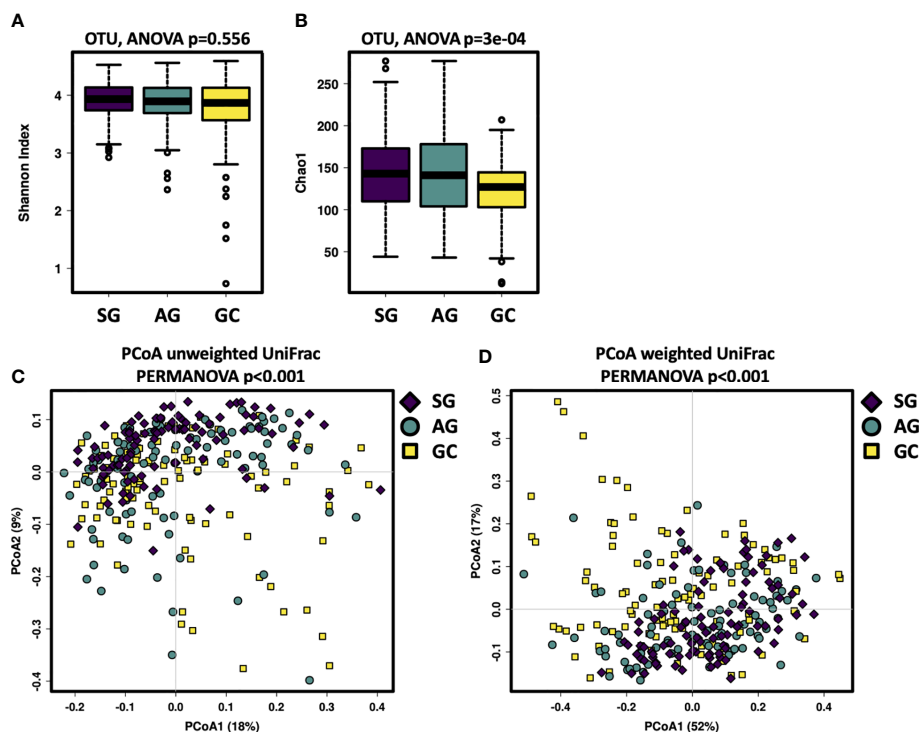 A
OTU, ANOVA p=0.556
Shannon Index
4
3
2
1
SG AG GC
B
OTU, ANOVA p=3e-04
Chao1
250
200
150
100
50
SG AG GC
C
PCoA unweighted UniFrac
PERMANOVA p<0.001
PCoA2 (9%)
0.1
0.0
-0.1
-0.2
-0.3
-0.4
-0.2 -0.1 0.0 0.1 0.2 0.3 0.4
PCoA1 (18%)
SG
AG
GC
D
PCoA weighted UniFrac
PERMANOVA p<0.001
PCoA2 (17%)
0.5
0.4
0.3
0.2
0.1
0.0
-0.1
-0.4 -0.2 0.0 0.2 0.4
PCoA1 (52%)
SG
AG
GC